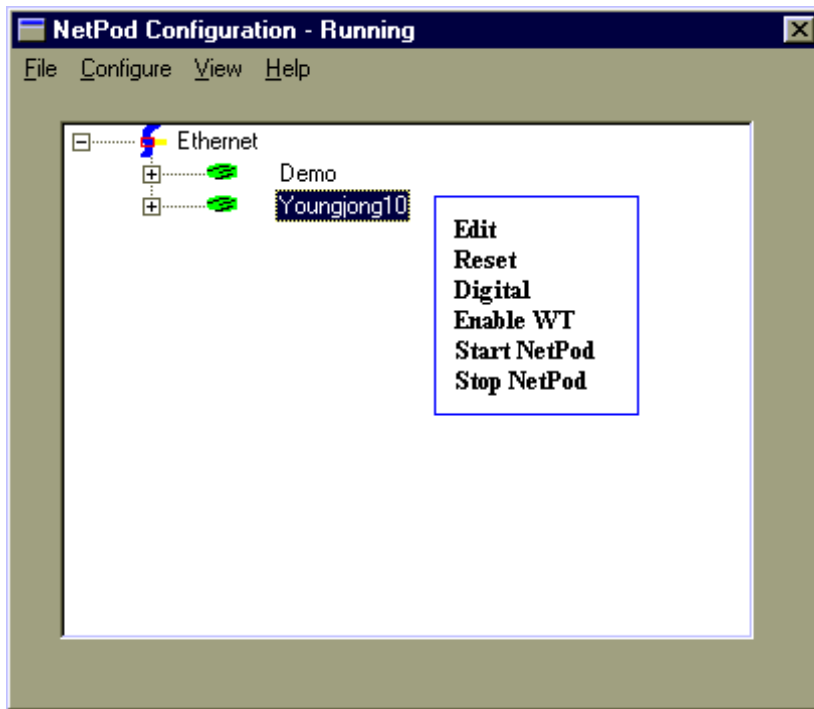 NetPod Configuration - Running
File Configure View Help
Ethernet
Demo
Youngjong10
Edit
Reset
Digital
Enable WT
Start NetPod
Stop NetPod